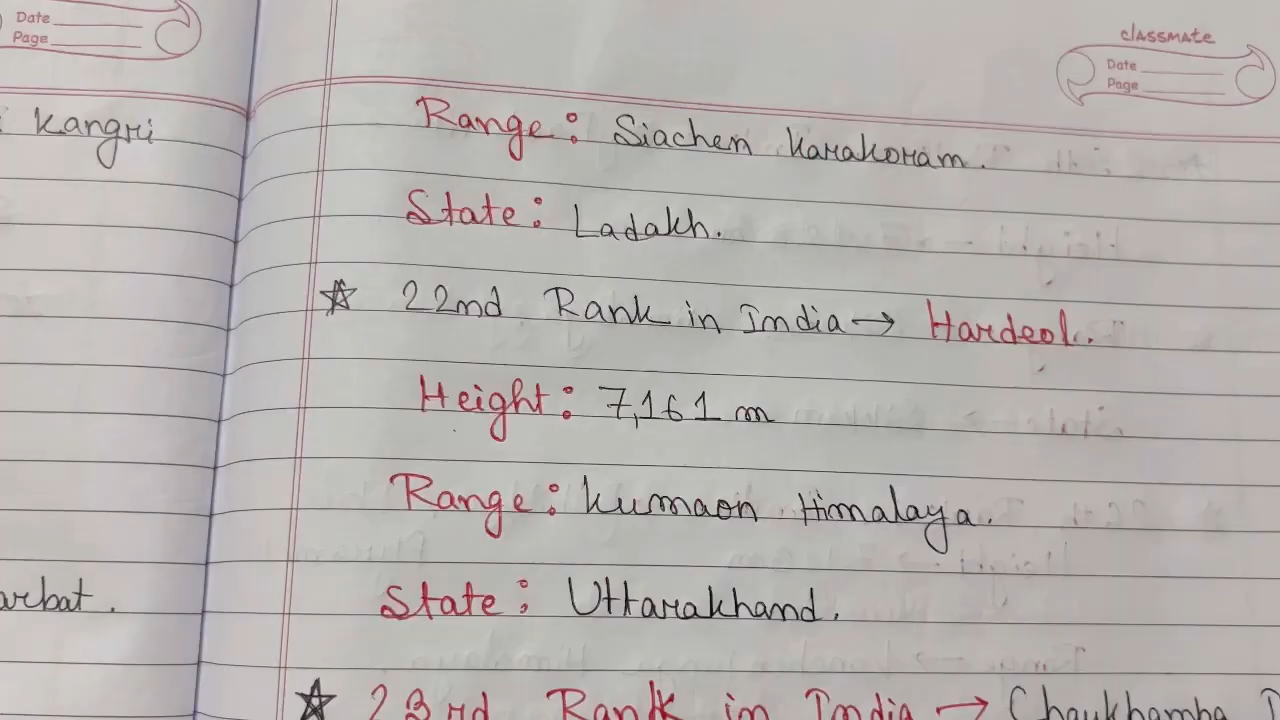 Date
Page
Kangri
arbat.
classmate
Date
Page
Range: Siachen Karakoram.
State: Ladakh.
☆ 22nd Rank in India → Hardeol.
Height: 7,161 m
Range: Kumaon Himalaya.
State: Uttarakhand.
☆ 23rd Rank in India → Chaukhamba I